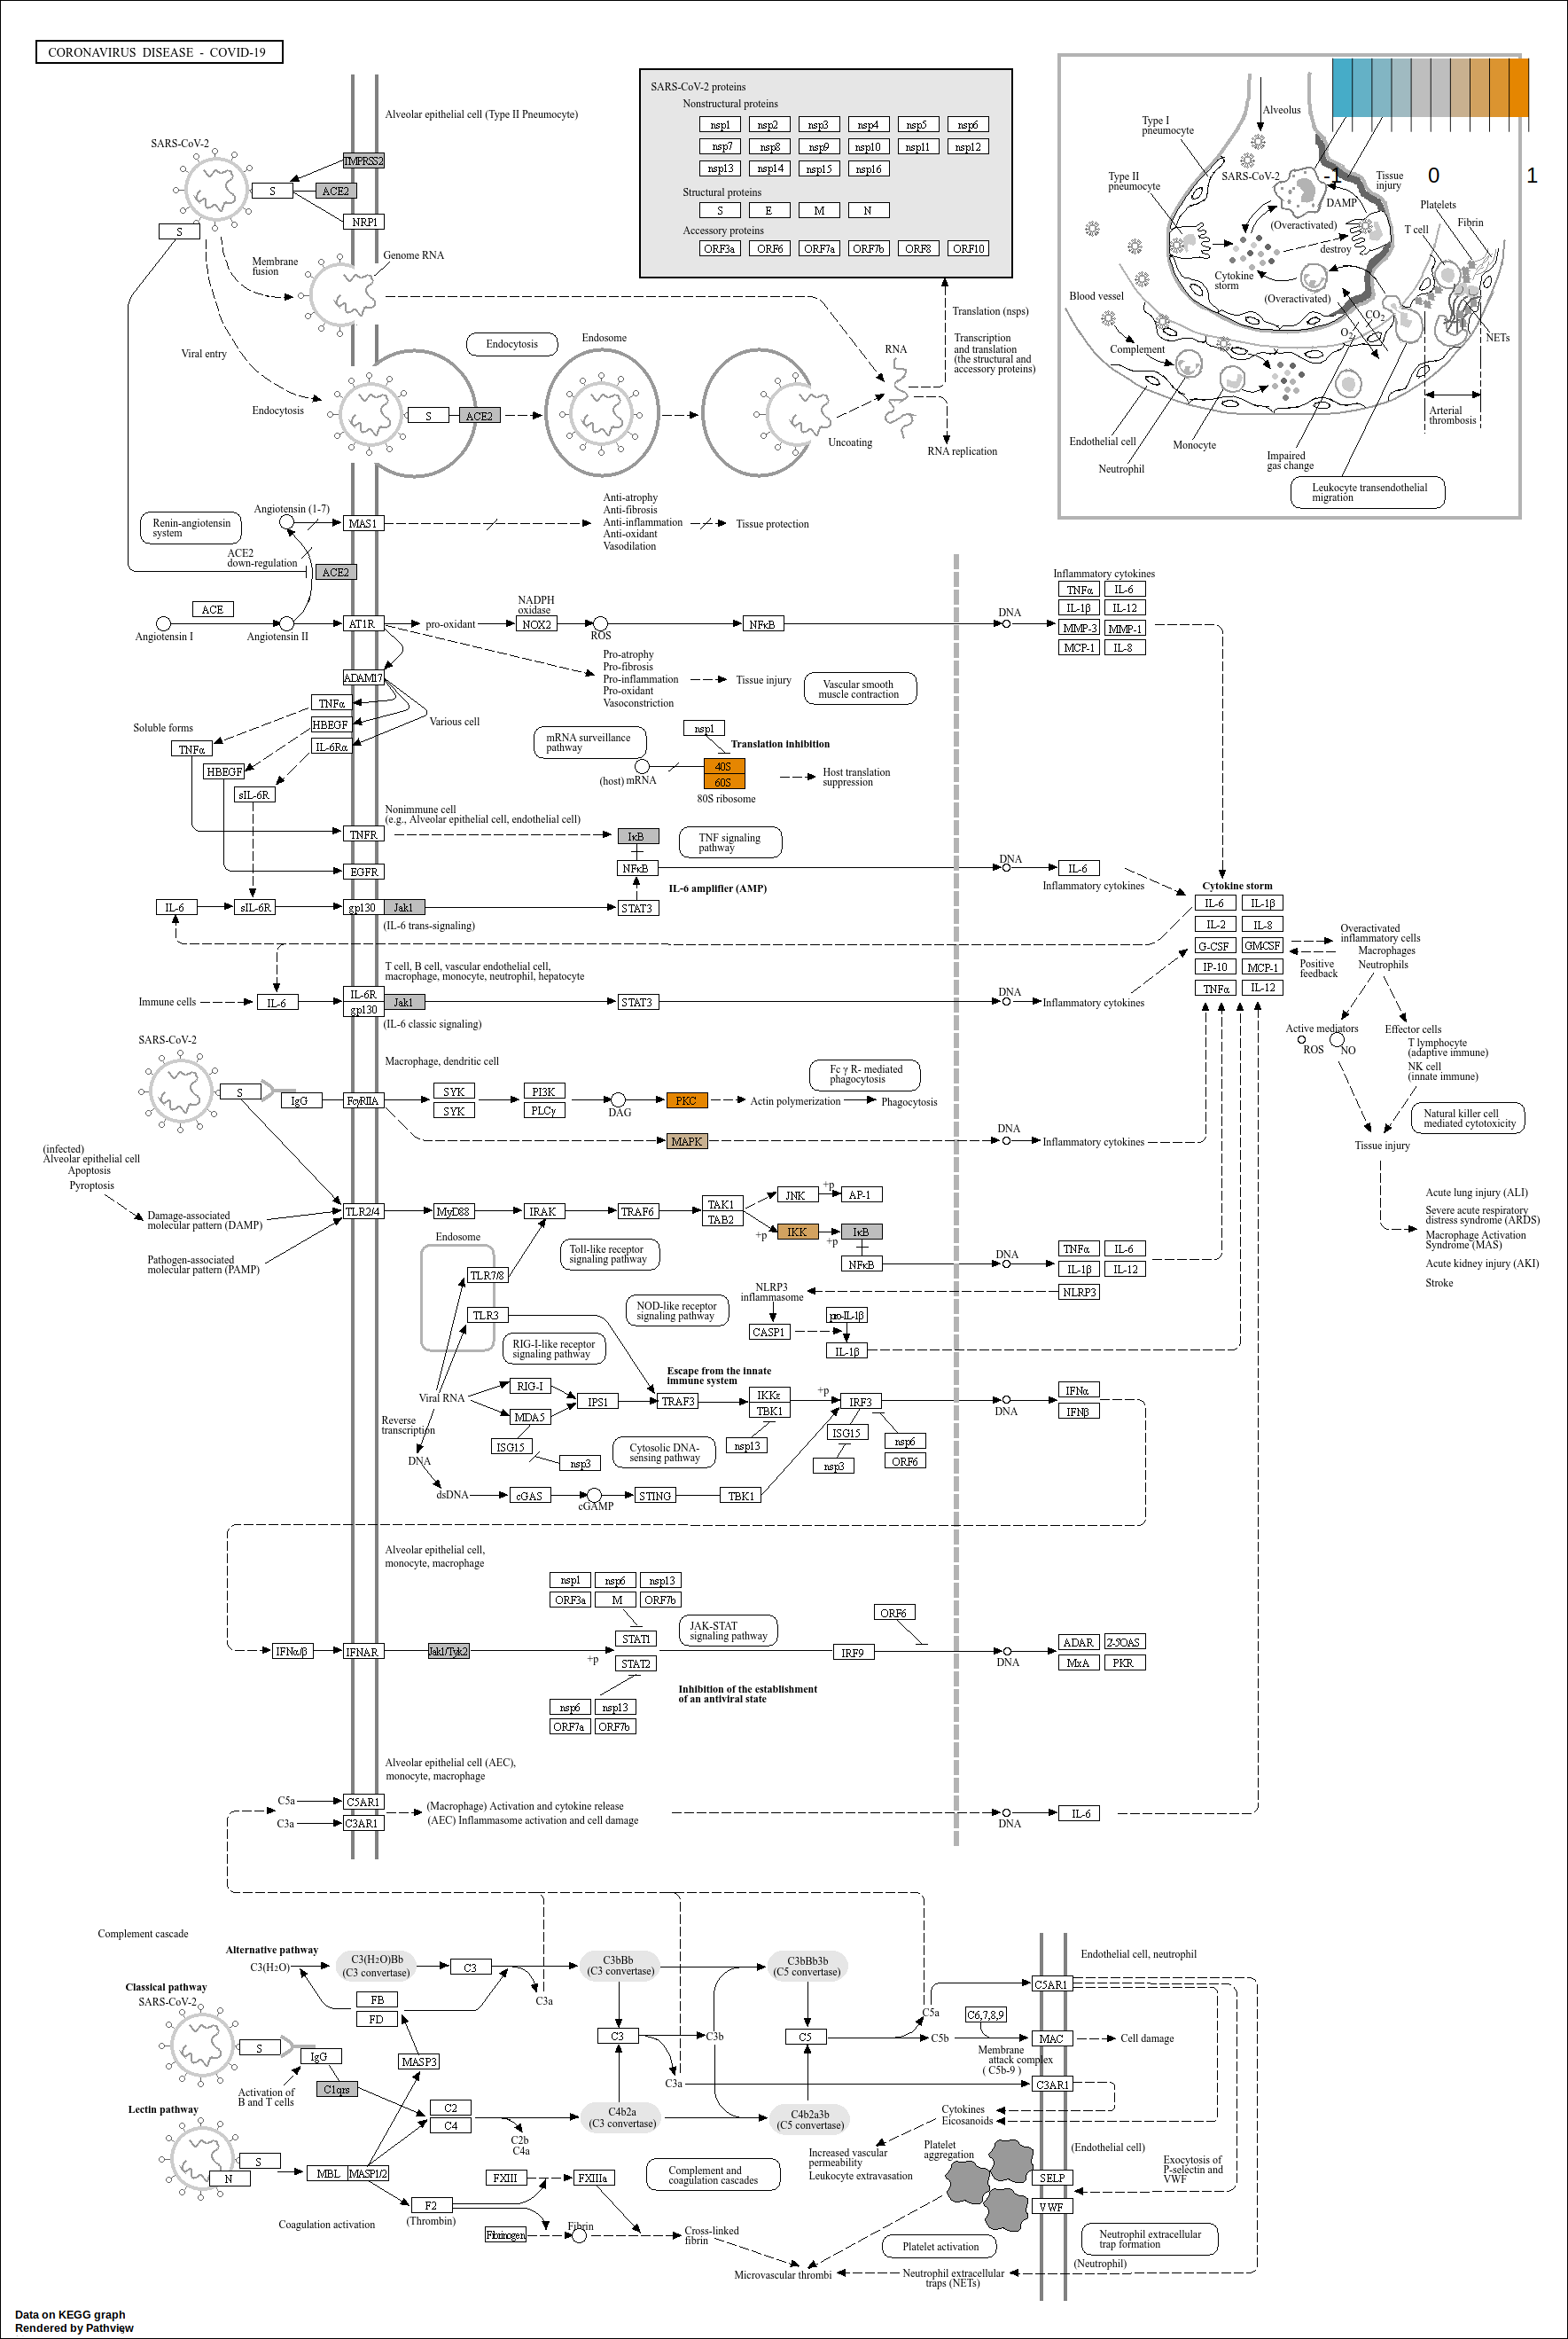 CORONAVIRUS DISEASE - COVID-19
SARS-CoV-2
S
S
TMPRSS2
ACE2
NRP1
Alveolar epithelial cell (Type II Pneumocyte)
Membrane
fusion
Genome RNA
Viral entry
Endocytosis
S
ACE2
Endocytosis
Endosome
Uncoating
RNA
RNA replication
Translation (nsps)
Transcription
and translation
(the structural and
accessory proteins)
SARS-CoV-2 proteins
Nonstructural proteins
nsp1 nsp2 nsp3 nsp4 nsp5 nsp6
nsp7 nsp8 nsp9 nsp10 nsp11 nsp12
nsp13 nsp14 nsp15 nsp16
Structural proteins
S E M N
Accessory proteins
ORF3a ORF6 ORF7a ORF7b ORF8 ORF10
Alveolus
Type I
pneumocyte
Type II
pneumocyte
SARS-CoV-2
-1 0 1
Tissue
injury
DAMP
(Overactivated)
Platelets
T cell
Fibrin
destroy
Cytokine
storm
(Overactivated)
Blood vessel
CO2
O2
NETs
Complement
Arterial
thrombosis
Endothelial cell
Neutrophil
Monocyte
Impaired
gas change
Leukocyte transendothelial
migration
Renin-angiotensin
system
Angiotensin (1-7)
MAS1
Anti-atrophy
Anti-fibrosis
Anti-inflammation
Anti-oxidant
Vasodilation
Tissue protection
ACE2
down-regulation
ACE2
ACE
Angiotensin I
Angiotensin II
AT1R
pro-oxidant
NADPH
oxidase
NOX2
ROS
NFκB
DNA
Inflammatory cytokines
TNFα IL-6
IL-1β IL-12
MMP-3 MMP-1
MCP-1 IL-8
Pro-atrophy
Pro-fibrosis
Pro-inflammation
Pro-oxidant
Vasoconstriction
Tissue injury
Vascular smooth
muscle contraction
ADAM17
TNFα
HBEGF
IL-6Rα
Various cell
Soluble forms
TNFα
HBEGF
sIL-6R
mRNA surveillance
pathway
nsp1
Translation inhibition
(host) mRNA
40S
60S
80S ribosome
Host translation
suppression
Nonimmune cell
(e.g., Alveolar epithelial cell, endothelial cell)
TNFR
EGFR
IκB
NFκB
TNF signaling
pathway
IL-6 amplifier (AMP)
DNA
IL-6
Inflammatory cytokines
IL-6
sIL-6R
gp130
Jak1
STAT3
(IL-6 trans-signaling)
Cytokine storm
IL-6 IL-1β
IL-2 IL-8
G-CSF GMCSF
IP-10 MCP-1
TNFα IL-12
Positive
feedback
Overactivated
inflammatory cells
Macrophages
Neutrophils
T cell, B cell, vascular endothelial cell,
macrophage, monocyte, neutrophil, hepatocyte
Immune cells
IL-6
IL-6R
gp130
Jak1
STAT3
DNA
Inflammatory cytokines
(IL-6 classic signaling)
Active mediators
ROS
NO
Effector cells
T lymphocyte
(adaptive immune)
NK cell
(innate immune)
Natural killer cell
mediated cytotoxicity
Tissue injury
Acute lung injury (ALI)
Severe acute respiratory
distress syndrome (ARDS)
Macrophage Activation
Syndrome (MAS)
Acute kidney injury (AKI)
Stroke
SARS-CoV-2
S
IgG
Macrophage, dendritic cell
FcγRIIA
SYK
SYK
PI3K
PLCγ
DAG
PKC
Actin polymerization
Phagocytosis
Fc γ R- mediated
phagocytosis
MAPK
DNA
Inflammatory cytokines
(infected)
Alveolar epithelial cell
Apoptosis
Pyroptosis
Damage-associated
molecular pattern (DAMP)
Pathogen-associated
molecular pattern (PAMP)
TLR2/4
MyD88
IRAK
TRAF6
TAK1
TAB2
JNK
+p
AP-1
+p
IKK
+p
IκB
NFκB
DNA
TNFα IL-6
IL-1β IL-12
NLRP3
Endosome
TLR7/8
TLR3
Toll-like receptor
signaling pathway
NOD-like receptor
signaling pathway
RIG-I-like receptor
signaling pathway
NLRP3
inflammasome
CASP1
pro-IL-1β
IL-1β
Escape from the innate
immune system
Viral RNA
RIG-I
MDA5
IPS1
TRAF3
IKKε
TBK1
+p
IRF3
DNA
IFNα
IFNβ
Reverse
transcription
ISG15
nsp3
Cytosolic DNA-
sensing pathway
nsp13
ISG15
nsp3
nsp6
ORF6
DNA
dsDNA
cGAS
cGAMP
STING
TBK1
Alveolar epithelial cell,
monocyte, macrophage
nsp1 nsp6 nsp13
ORF3a M ORF7b
IFNα/β
IFNAR
Jak1/Tyk2
+p
STAT1
STAT2
JAK-STAT
signaling pathway
IRF9
ORF6
DNA
ADAR 2-5OAS
MxA PKR
nsp6 nsp13
ORF7a ORF7b
Inhibition of the establishment
of an antiviral state
Alveolar epithelial cell (AEC),
monocyte, macrophage
C5a
C3a
C5AR1
C3AR1
(Macrophage) Activation and cytokine release
(AEC) Inflammasome activation and cell damage
DNA
IL-6
Complement cascade
Alternative pathway
C3(H2O)
C3(H2O)Bb
(C3 convertase)
C3
C3a
C3bBb
(C3 convertase)
C3bBb3b
(C5 convertase)
FB
FD
Classical pathway
SARS-CoV-2
S
IgG
C1qrs
Activation of
B and T cells
MASP3
C3
C3b
C3a
C5
C5a
C5b
C6,7,8,9
Membrane
attack complex
( C5b-9 )
Endothelial cell, neutrophil
C5AR1
MAC
Cell damage
C3AR1
Lectin pathway
S
N
MBL
MASP1/2
C2
C4
C2b
C4a
C4b2a
(C3 convertase)
C4b2a3b
(C5 convertase)
Cytokines
Eicosanoids
Increased vascular
permeability
Leukocyte extravasation
Platelet
aggregation
(Endothelial cell)
SELP
VWF
Exocytosis of
P-selectin and
VWF
Coagulation activation
F2
(Thrombin)
FXIII
FXIIIa
Fibrinogen
Fibrin
Cross-linked
fibrin
Complement and
coagulation cascades
Platelet activation
Neutrophil extracellular
trap formation
(Neutrophil)
Microvascular thrombi
Neutrophil extracellular
traps (NETs)
Data on KEGG graph
Rendered by Pathview